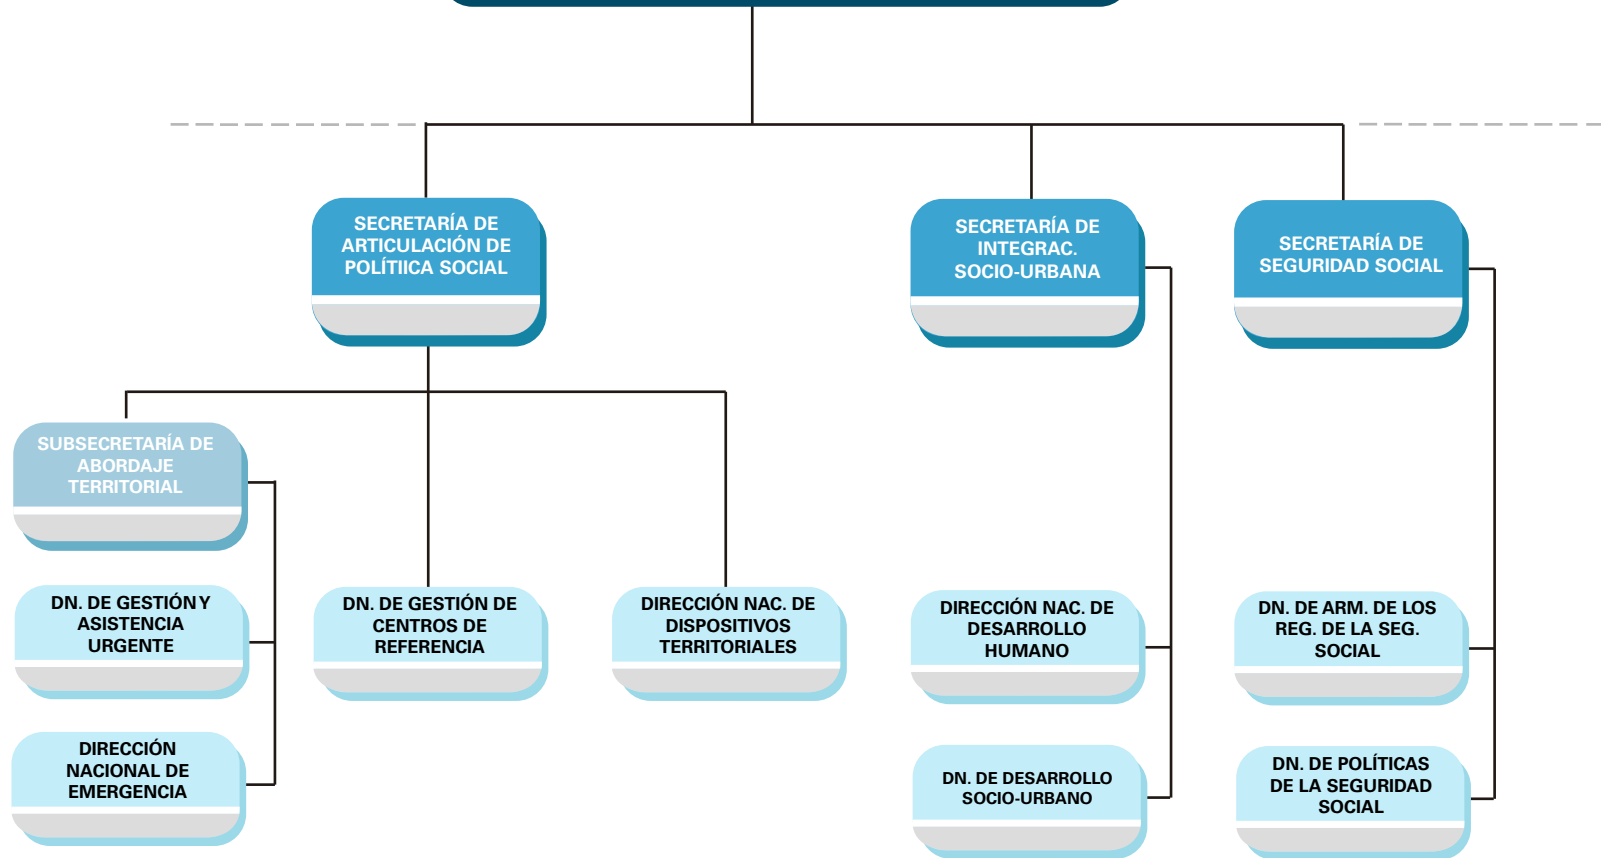 SECRETARÍA DE
ARTICULACIÓN DE
POLÍTIICA SOCIAL
SECRETARÍA DE
INTEGRAC.
SOCIO-URBANA
SECRETARÍA DE
SEGURIDAD SOCIAL
SUBSECRETARÍA DE
ABORDAJE
TERRITORIAL
DN. DE GESTIÓN Y
ASISTENCIA
URGENTE
DN. DE GESTIÓN DE
CENTROS DE
REFERENCIA
DIRECCIÓN NAC. DE
DISPOSITIVOS
TERRITORIALES
DIRECCIÓN NAC. DE
DESARROLLO
HUMANO
DN. DE ARM. DE LOS
REG. DE LA SEG.
SOCIAL
DIRECCIÓN
NACIONAL DE
EMERGENCIA
DN. DE DESARROLLO
SOCIO-URBANO
DN. DE POLÍTICAS
DE LA SEGURIDAD
SOCIAL